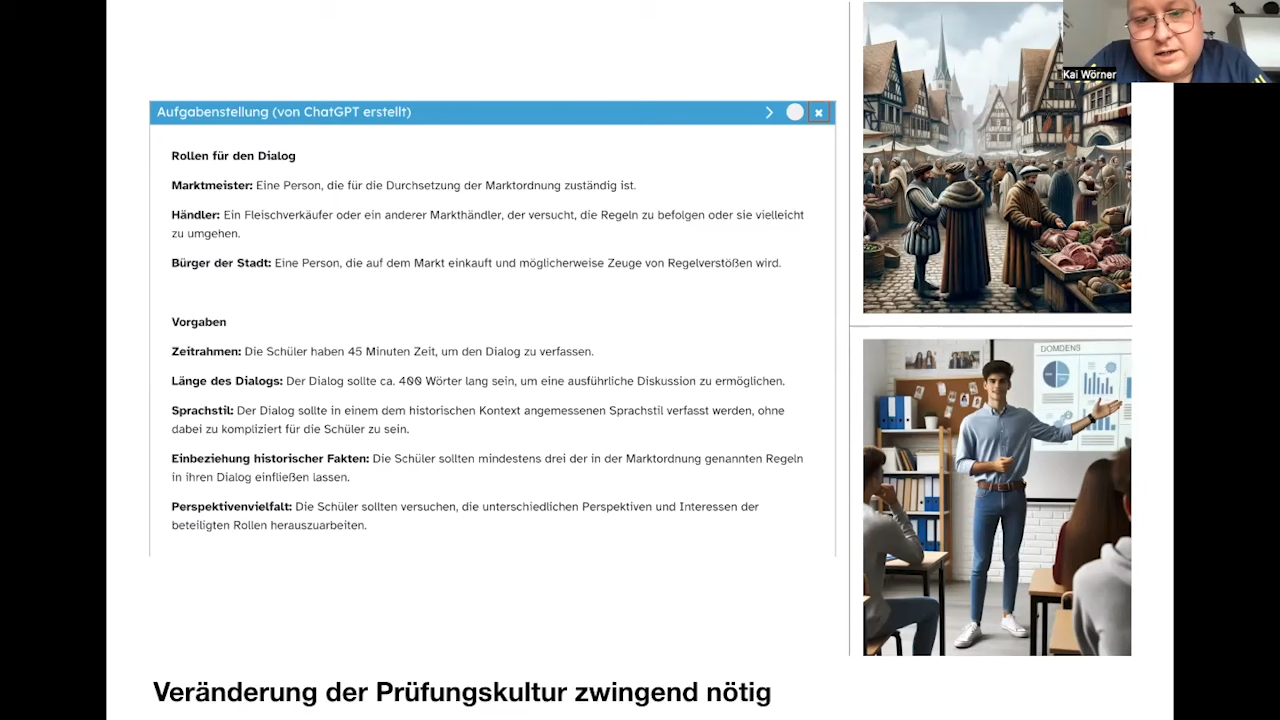 Kai Wörner
Aufgabenstellung (von ChatGPT erstellt)
Rollen für den Dialog
Marktmeister: Eine Person, die für die Durchsetzung der Marktordnung zuständig ist.
Händler: Ein Fleischverkäufer oder ein anderer Markthändler, der versucht, die Regeln zu befolgen oder sie vielleicht
zu umgehen.
Bürger der Stadt: Eine Person, die auf dem Markt einkauft und möglicherweise Zeuge von Regelverstößen wird.
Vorgaben
Zeitrahmen: Die Schüler haben 45 Minuten Zeit, um den Dialog zu verfassen.
Länge des Dialogs: Der Dialog sollte ca. 400 Wörter lang sein, um eine ausführliche Diskussion zu ermöglichen.
Sprachstil: Der Dialog sollte in einem dem historischen Kontext angemessenen Sprachstil verfasst werden, ohne
dabei zu kompliziert für die Schüler zu sein.
Einbeziehung historischer Fakten: Die Schüler sollten mindestens drei der in der Marktordnung genannten Regeln
in ihren Dialog einfließen lassen.
Perspektivenvielfalt: Die Schüler sollten versuchen, die unterschiedlichen Perspektiven und Interessen der
beteiligten Rollen herauszuarbeiten.
DOMDENS
Veränderung der Prüfungskultur zwingend nötig